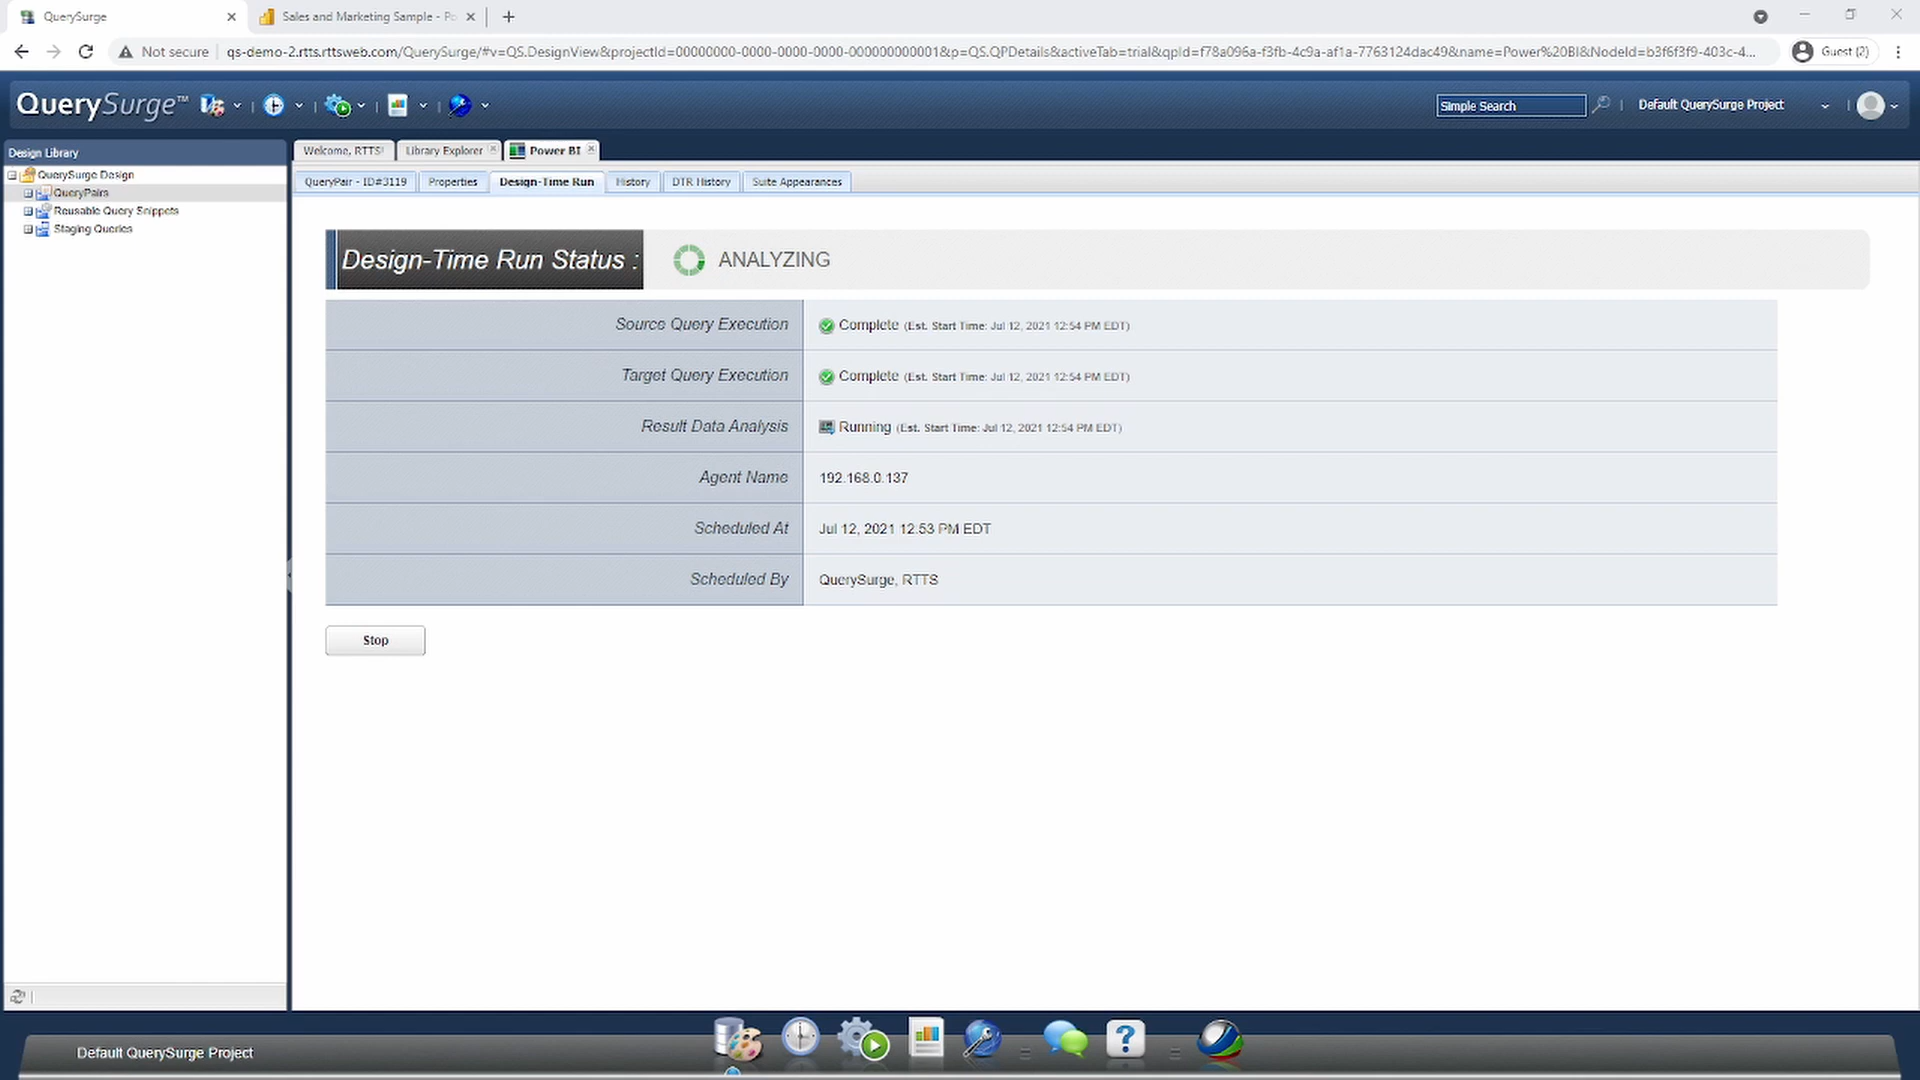 QuerySurge
Sales and Marketing Sample - Po
Not secure
qs-demo-2.rtts.rttsweb.com/QuerySurge/#v=QS.DesignView&projectId=00000000-0000-0000-0000-000000000001&p=QS.QPDetails&activeTab=trial&qpId=f78a096a-f3fb-4c9a-af1a-7763124dac49&name=Power%20BI&NodeId=b3f6f3f9-403c-4...
Guest (2)
QuerySurge™
Simple Search
Default QuerySurge Project
Design Library
QuerySurge Design
QueryPairs
Reusable Query Snippets
Staging Queries
Welcome, RTTS!
Library Explorer
Power BI
QueryPair - ID#3119
Properties
Design-Time Run
History
DTR History
Suite Appearances
Design-Time Run Status :
ANALYZING
Source Query Execution
Complete (Est. Start Time: Jul 12, 2021 12:54 PM EDT)
Target Query Execution
Complete (Est. Start Time: Jul 12, 2021 12:54 PM EDT)
Result Data Analysis
Running (Est. Start Time: Jul 12, 2021 12:54 PM EDT)
Agent Name
192.168.0.137
Scheduled At
Jul 12, 2021 12:53 PM EDT
Scheduled By
QuerySurge, RTTS
Stop
Default QuerySurge Project